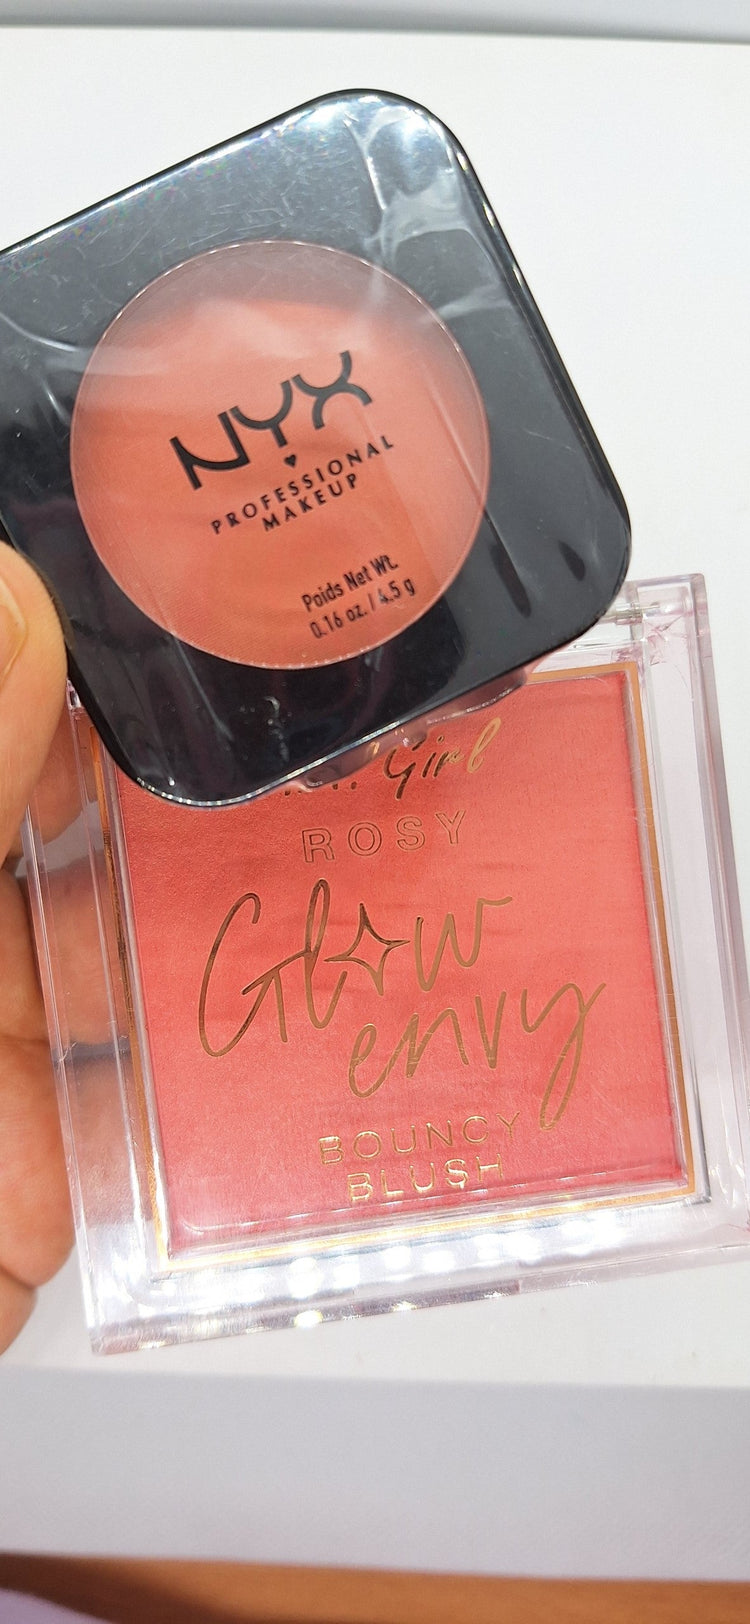 NYX
PROFESSIONAL
MAKEUP
Poids Net Wt.
0.16 oz. / 4.5 g
Girl
ROSY
Glow
envy
BOUNCY
BLUSH